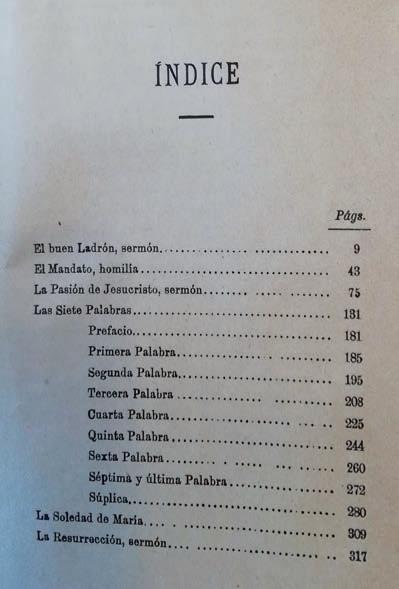 ÍNDICE
Págs.
El buen Ladrón, sermón. 9
El Mandato, homilía 43
La Pasión de Jesucristo, sermón. 75
Las Siete Palabras. 131
Prefacio. 181
Primera Palabra. 185
Segunda Palabra. 195
Tercera Palabra 208
Cuarta Palabra. 225
Quinta Palabra 244
Sexta Palabra 260
Séptima y última Palabra 272
Súplica. 280
La Soledad de María. 309
La Resurrección, sermón. 317